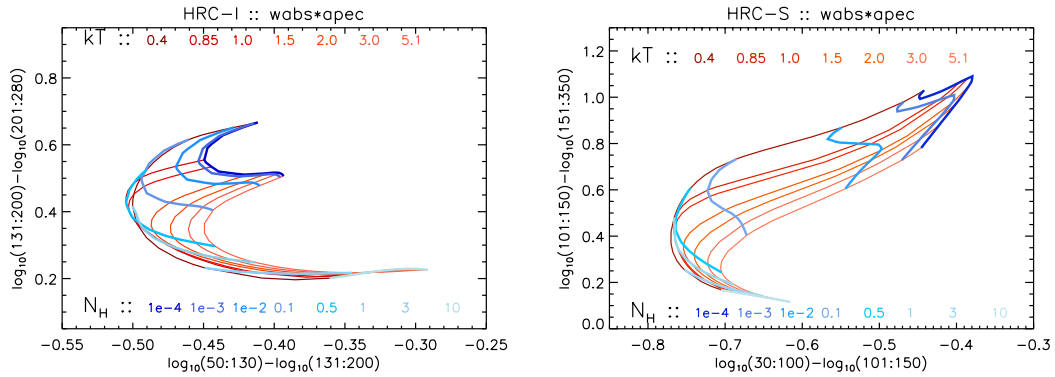 HRC-I :: wabs*apec
kT :: 0.4 0.85 1.0 1.5 2.0 3.0 5.1
0.8
0.6
0.4
0.2
log₁₀(131:200)-log₁₀(201:280)
N_H :: 1e-4 1e-3 1e-2 0.1 0.5 1 3 10
-0.55 -0.50 -0.45 -0.40 -0.35 -0.30 -0.25
log₁₀(50:130)-log₁₀(131:200)
HRC-S :: wabs*apec
kT :: 0.4 0.85 1.0 1.5 2.0 3.0 5.1
1.2
1.0
0.8
0.6
0.4
0.2
0.0
log₁₀(101:150)-log₁₀(151:350)
N_H :: 1e-4 1e-3 1e-2 0.1 0.5 1 3 10
-0.8 -0.7 -0.6 -0.5 -0.4 -0.3
log₁₀(30:100)-log₁₀(101:150)